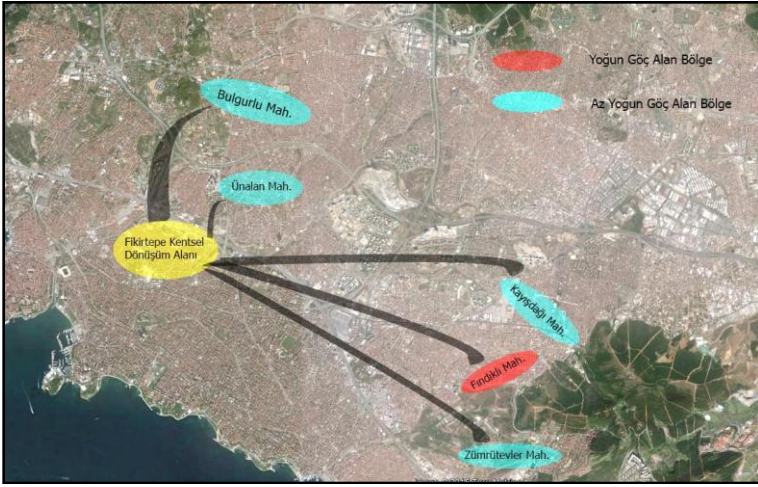 Yoğun Göç Alan Bölge
Bulgurlu Mah.
Az Yoğun Göç Alan Bölge
Ünalan Mah.
Fikirtepe Kentsel
Dönüşüm Alanı
Kayışdağı Mah.
Fındıklı Mah.
Zümrütevler Mah.